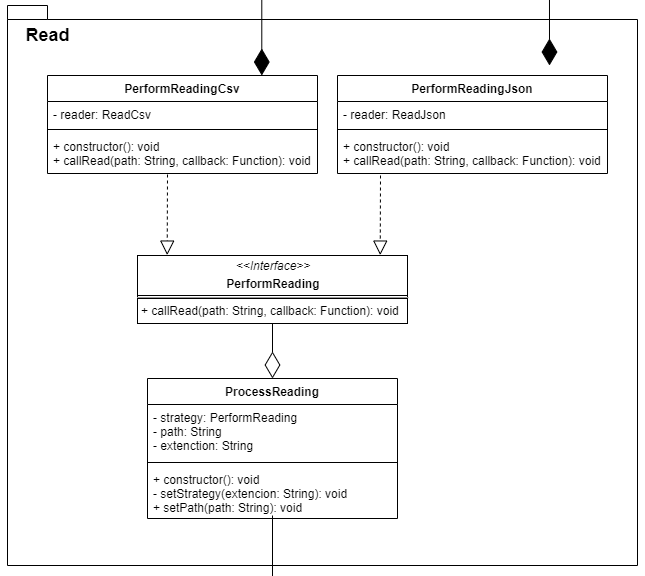 Read
PerformReadingCsv
- reader: ReadCsv
+ constructor(): void
+ callRead(path: String, callback: Function): void
PerformReadingJson
- reader: ReadJson
+ constructor(): void
+ callRead(path: String, callback: Function): void
<<Interface>>
PerformReading
+ callRead(path: String, callback: Function): void
ProcessReading
- strategy: PerformReading
- path: String
- extenction: String
+ constructor(): void
- setStrategy(extencion: String): void
+ setPath(path: String): void